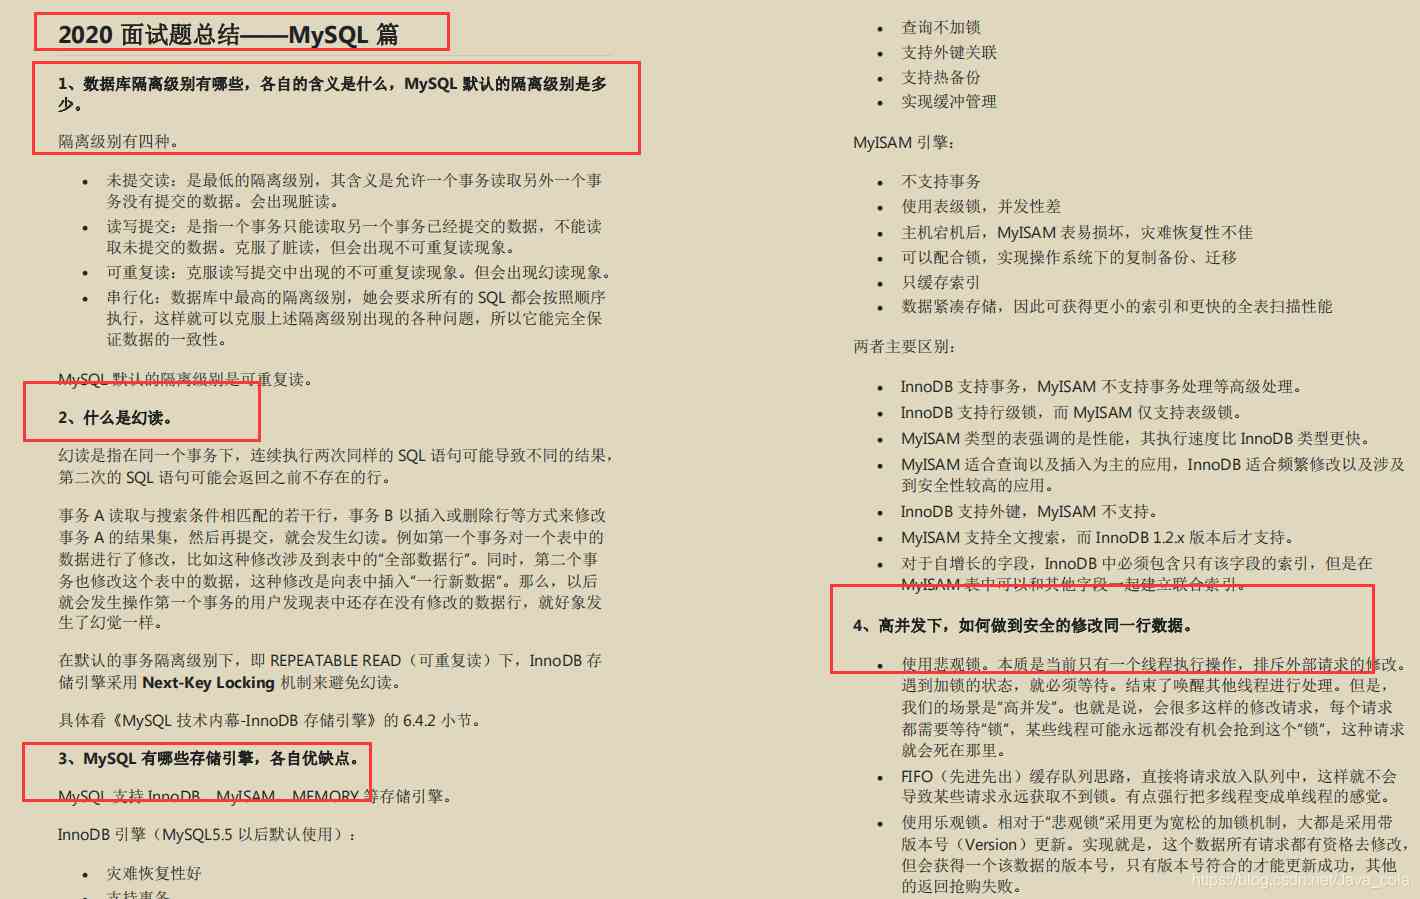 2020 面试题总结——MySQL 篇
1、数据库隔离级别有哪些，各自的含义是什么，MySQL 默认的隔离级别是多
少。
隔离级别有四种。
• 未提交读：是最低的隔离级别，其含义是允许一个事务读取另外一个事
务没有提交的数据。会出现脏读。
• 读写提交：是指一个事务只能读取另一个事务已经提交的数据，不能读
取未提交的数据。克服了脏读，但会出现不可重复读现象。
• 可重复读：克服读写提交中出现的不可重复读现象。但会出现幻读现象。
• 串行化：数据库中最高的隔离级别，她会要求所有的 SQL 都会按照顺序
执行，这样就可以克服上述隔离级别出现的各种问题，所以它能完全保
证数据的一致性。
MySQL 默认的隔离级别是可重复读。
2、什么是幻读。
幻读是指在同一个事务下，连续执行两次同样的 SQL 语句可能导致不同的结果，
第二次的 SQL 语句可能会返回之前不存在的行。
事务 A 读取与搜索条件相匹配的若干行，事务 B 以插入或删除行等方式来修改
事务 A 的结果集，然后再提交，就会发生幻读。例如第一个事务对一个表中的
数据进行了修改，比如这种修改涉及到表中的“全部数据行”。同时，第二个事
务也修改这个表中的数据，这种修改是向表中插入“一行新数据”。那么，以后
就会发生操作第一个事务的用户发现表中还存在没有修改的数据行，就好象发
生了幻觉一样。
在默认的事务隔离级别下，即 REPEATABLE READ（可重复读）下，InnoDB 存
储引擎采用 Next-Key Locking 机制来避免幻读。
具体看《MySQL 技术内幕-InnoDB 存储引擎》的 6.4.2 小节。
3、MySQL 有哪些存储引擎，各自优缺点。
MySQL 支持 InnoDB、MyISAM、MEMORY 等存储引擎。
InnoDB 引擎（MySQL5.5 以后默认使用）：
• 灾难恢复性好
• 支持事务
• 查询不加锁
• 支持外键关联
• 支持热备份
• 实现缓冲管理
MyISAM 引擎：
• 不支持事务
• 使用表级锁，并发性差
• 主机宕机后，MyISAM 表易损坏，灾难恢复性不佳
• 可以配合锁，实现操作系统下的复制备份、迁移
• 只缓存索引
• 数据紧凑存储，因此可获得更小的索引和更快的全表扫描性能
两者主要区别：
• InnoDB 支持事务，MyISAM 不支持事务处理等高级处理。
• InnoDB 支持行级锁，而 MyISAM 仅支持表级锁。
• MyISAM 类型的表强调的是性能，其执行速度比 InnoDB 类型更快。
• MyISAM 适合查询以及插入为主的应用，InnoDB 适合频繁修改以及涉及
到安全性较高的应用。
• InnoDB 支持外键，MyISAM 不支持。
• MyISAM 支持全文搜索，而 InnoDB 1.2.x 版本后才支持。
• 对于自增长的字段，InnoDB 中必须包含只有该字段的索引，但是在
MyISAM 表中可以和其他字段一起建立联合索引。
4、高并发下，如何做到安全的修改同一行数据。
• 使用悲观锁。本质是当前只有一个线程执行操作，排斥外部请求的修改。
遇到加锁的状态，就必须等待。结束了唤醒其他线程进行处理。但是，
我们的场景是“高并发”。也就是说，会很多这样的修改请求，每个请求
都需要等待“锁”，某些线程可能永远都没有机会抢到这个“锁”，这种请求
就会死在那里。
• FIFO（先进先出）缓存队列思路，直接将请求放入队列中，这样就不会
导致某些请求永远获取不到锁。有点强行把多线程变成单线程的感觉。
• 使用乐观锁。相对于“悲观锁”采用更为宽松的加锁机制，大都是采用带
版本号（Version）更新。实现就是，这个数据所有请求都有资格去修改，
但会获得一个该数据的版本号，只有版本号符合的才能更新成功，其他
的返回抢购失败。
https://blog.csdn.net/Java_cola